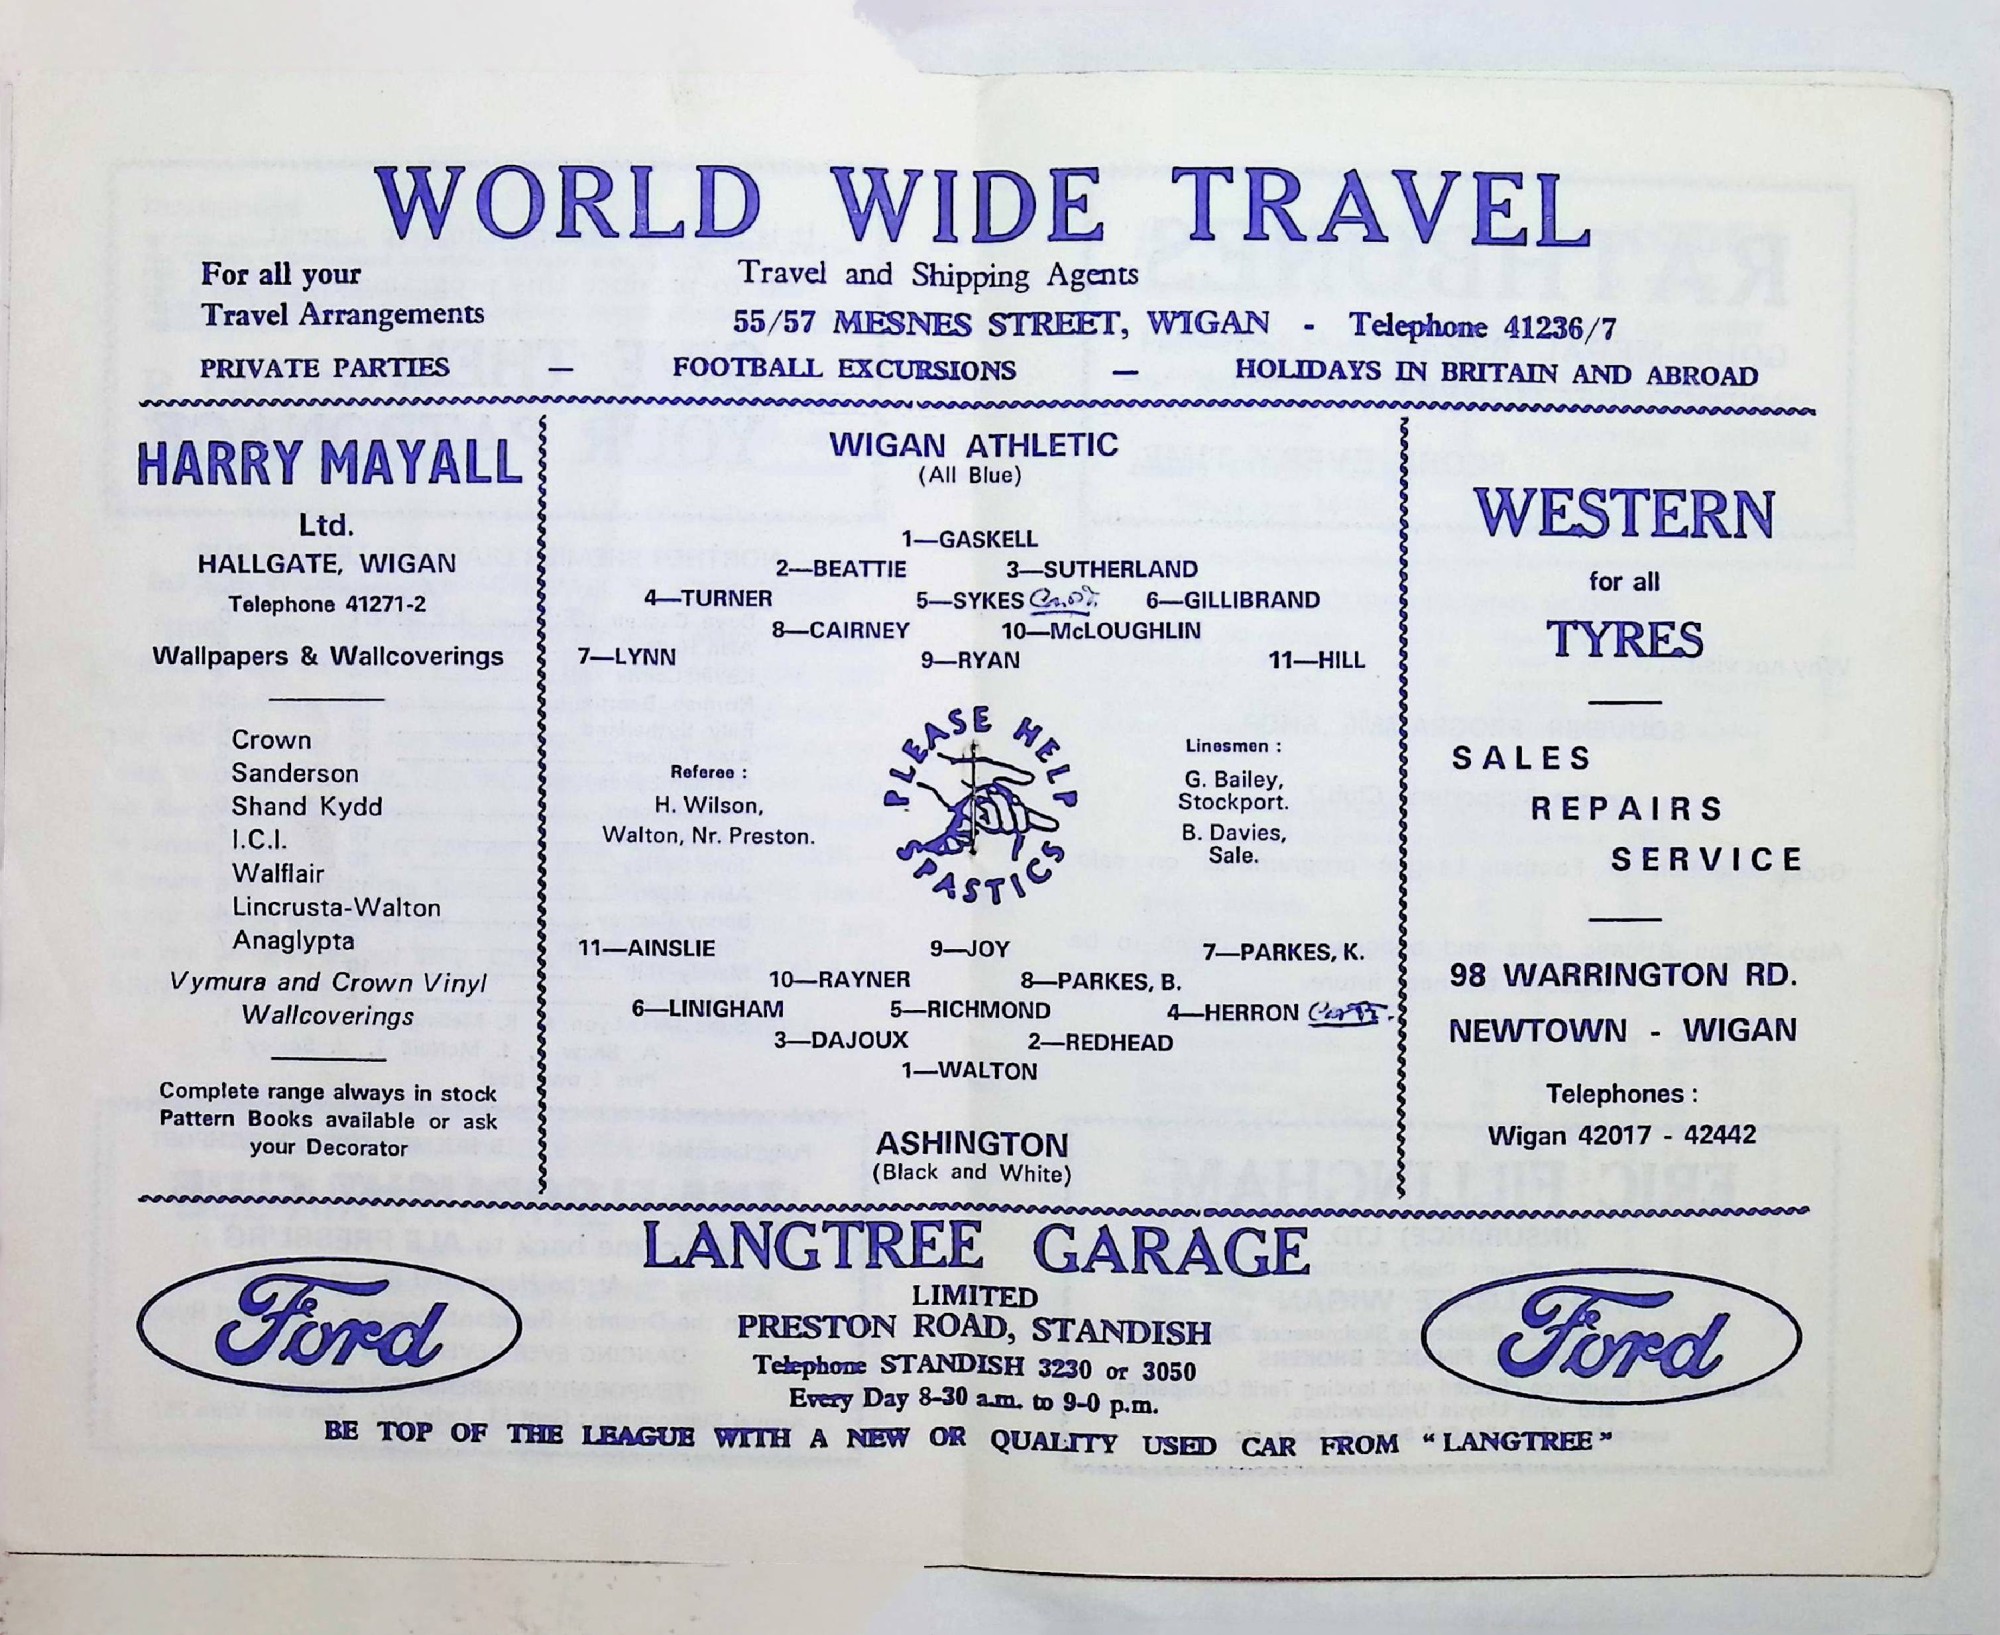 WORLD WIDE TRAVEL
For all your
Travel Arrangements
Travel and Shipping Agents
55/57 MESNES STREET, WIGAN - Telephone 41236/7
PRIVATE PARTIES — FOOTBALL EXCURSIONS — HOLIDAYS IN BRITAIN AND ABROAD
HARRY MAYALL
Ltd.
HALLGATE, WIGAN
Telephone 41271-2
Wallpapers & Wallcoverings
Crown
Sanderson
Shand Kydd
I.C.I.
Walflair
Lincrusta-Walton
Anaglypta
Vymura and Crown Vinyl
Wallcoverings
Complete range always in stock
Pattern Books available or ask
your Decorator
WIGAN ATHLETIC
(All Blue)
1—GASKELL
2—BEATTIE 3—SUTHERLAND
4—TURNER 5—SYKES Capt. 6—GILLIBRAND
8—CAIRNEY 10—McLOUGHLIN
7—LYNN 9—RYAN 11—HILL
Referee :
H. Wilson,
Walton, Nr. Preston.
PLEASE HELP
SPASTICS
Linesmen :
G. Bailey,
Stockport.
B. Davies,
Sale.
11—AINSLIE 9—JOY 7—PARKES, K.
10—RAYNER 8—PARKES, B.
6—LINIGHAM 5—RICHMOND 4—HERRON Capt.
3—DAJOUX 2—REDHEAD
1—WALTON
ASHINGTON
(Black and White)
WESTERN
for all
TYRES
SALES
REPAIRS
SERVICE
98 WARRINGTON RD.
NEWTOWN - WIGAN
Telephones :
Wigan 42017 - 42442
LANGTREE GARAGE
LIMITED
PRESTON ROAD, STANDISH
Telephone STANDISH 3230 or 3050
Every Day 8-30 a.m. to 9-0 p.m.
Ford
Ford
BE TOP OF THE LEAGUE WITH A NEW OR QUALITY USED CAR FROM "LANGTREE"